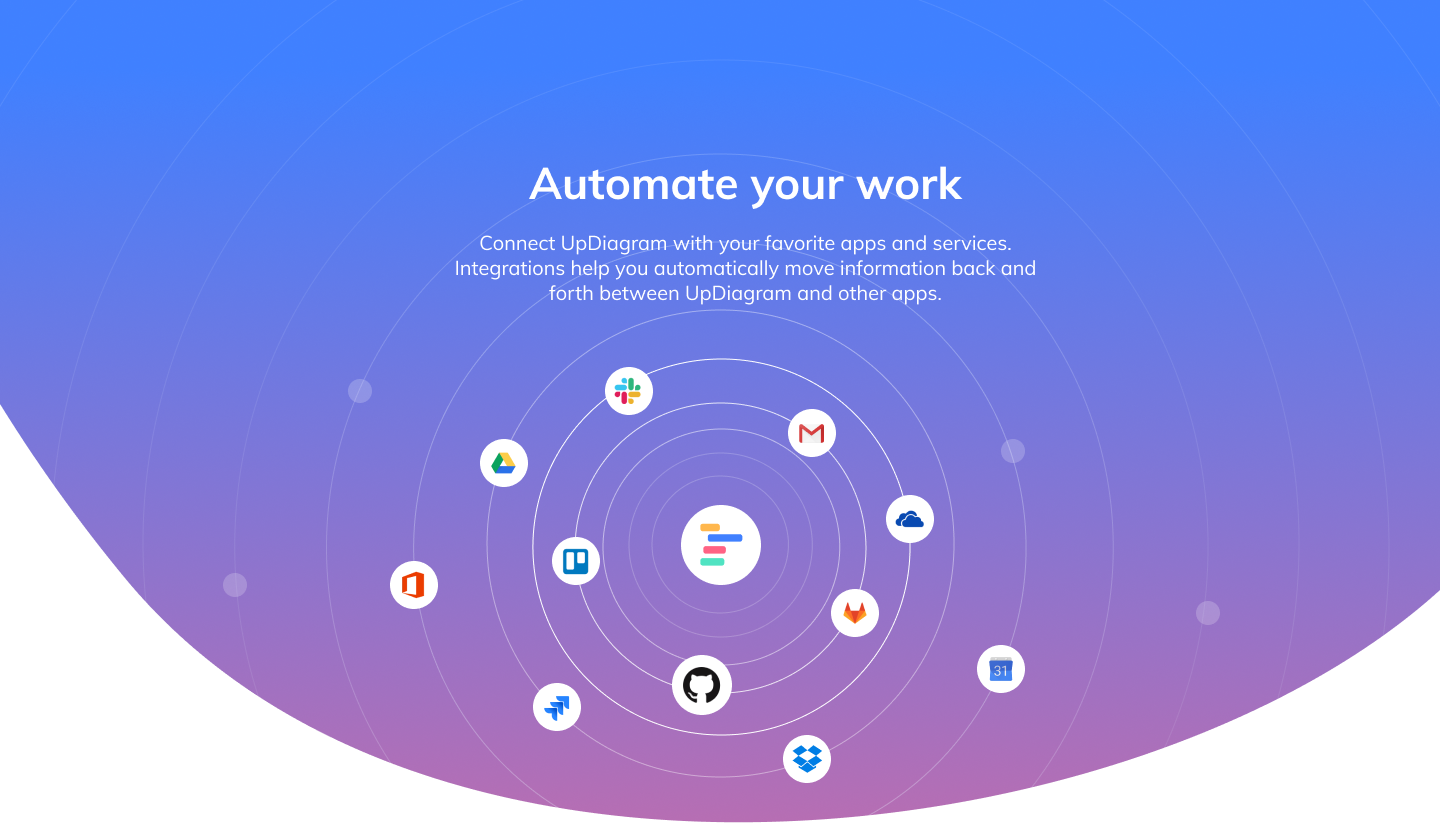 Automate your work
Connect UpDiagram with your favorite apps and services.
Integrations help you automatically move information back and
forth between UpDiagram and other apps.
31